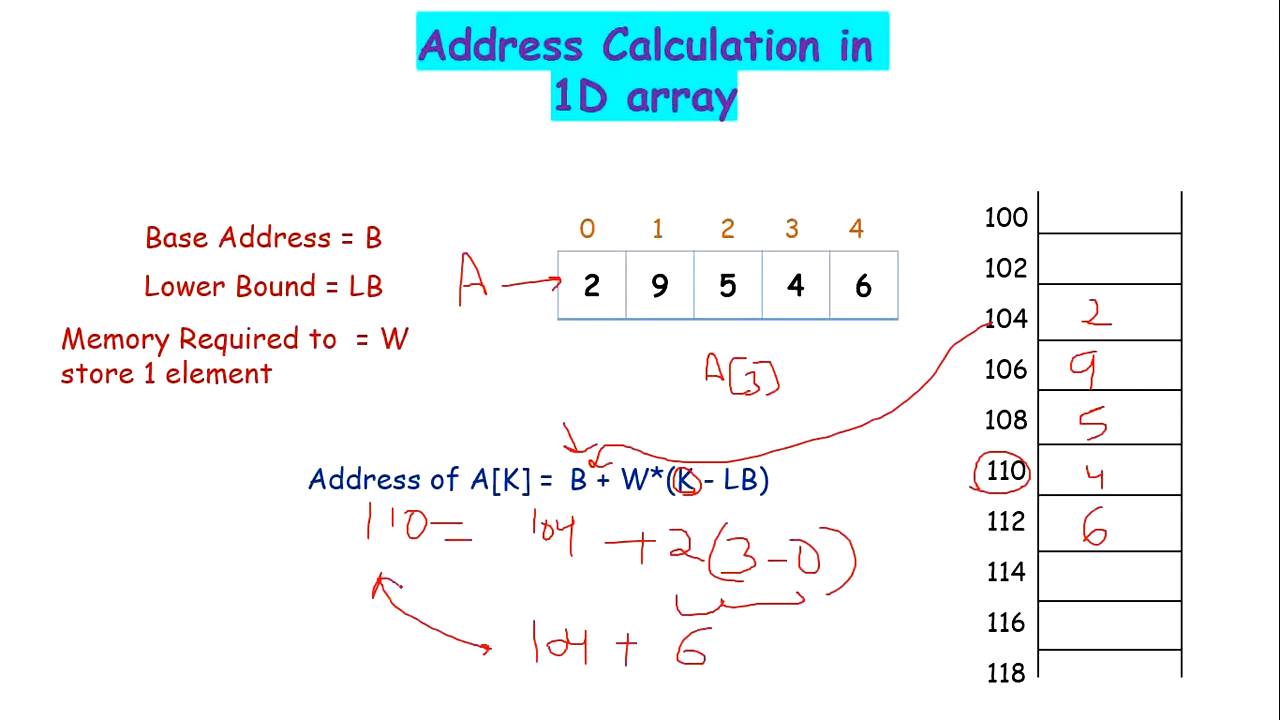 Address Calculation in
1D array
Base Address = B
Lower Bound = LB
Memory Required to = W
store 1 element
A
0 1 2 3 4
2 9 5 4 6
A[3]
Address of A[K] = B + W*(K - LB)
110 = 104 + 2(3-0)
104 + 6
100
102
104 2
106 9
108 5
110 4
112 6
114
116
118